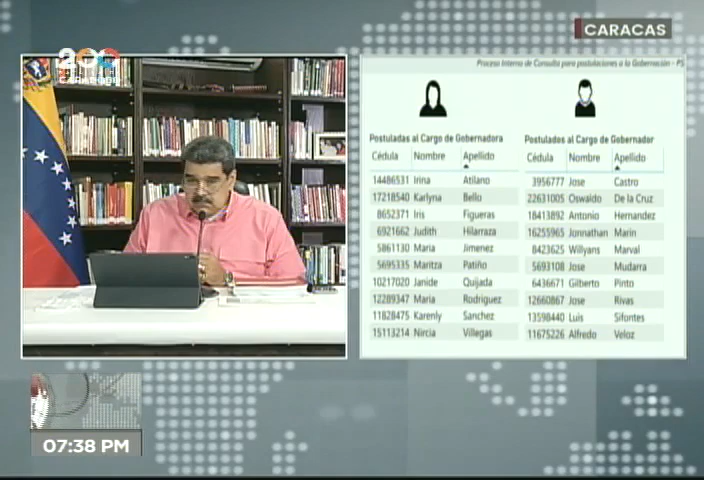 CARACAS
200
CARABOBO
Proceso Interno de Consulta para postulaciones a la Gobernación - PS
Postuladas al Cargo de Gobernadora
Cédula Nombre Apellido
14486531 Irina Atilano
17218540 Karlyna Bello
8652371 Iris Figueras
6921662 Judith Hilarraza
5861130 Maria Jimenez
5695335 Maritza Patiño
10217020 Janide Quijada
12289347 Maria Rodriguez
11828475 Karenly Sanchez
15113214 Nircia Villegas
Postulados al Cargo de Gobernador
Cédula Nombre Apellido
3956777 Jose Castro
22631005 Oswaldo De la Cruz
18413892 Antonio Hernandez
16255965 Jonnathan Marin
8423625 Willyans Marval
5693108 Jose Mudarra
6436671 Gilberto Pinto
12660867 Jose Rivas
13598440 Luis Sifontes
11675226 Alfredo Veloz
07:38 PM